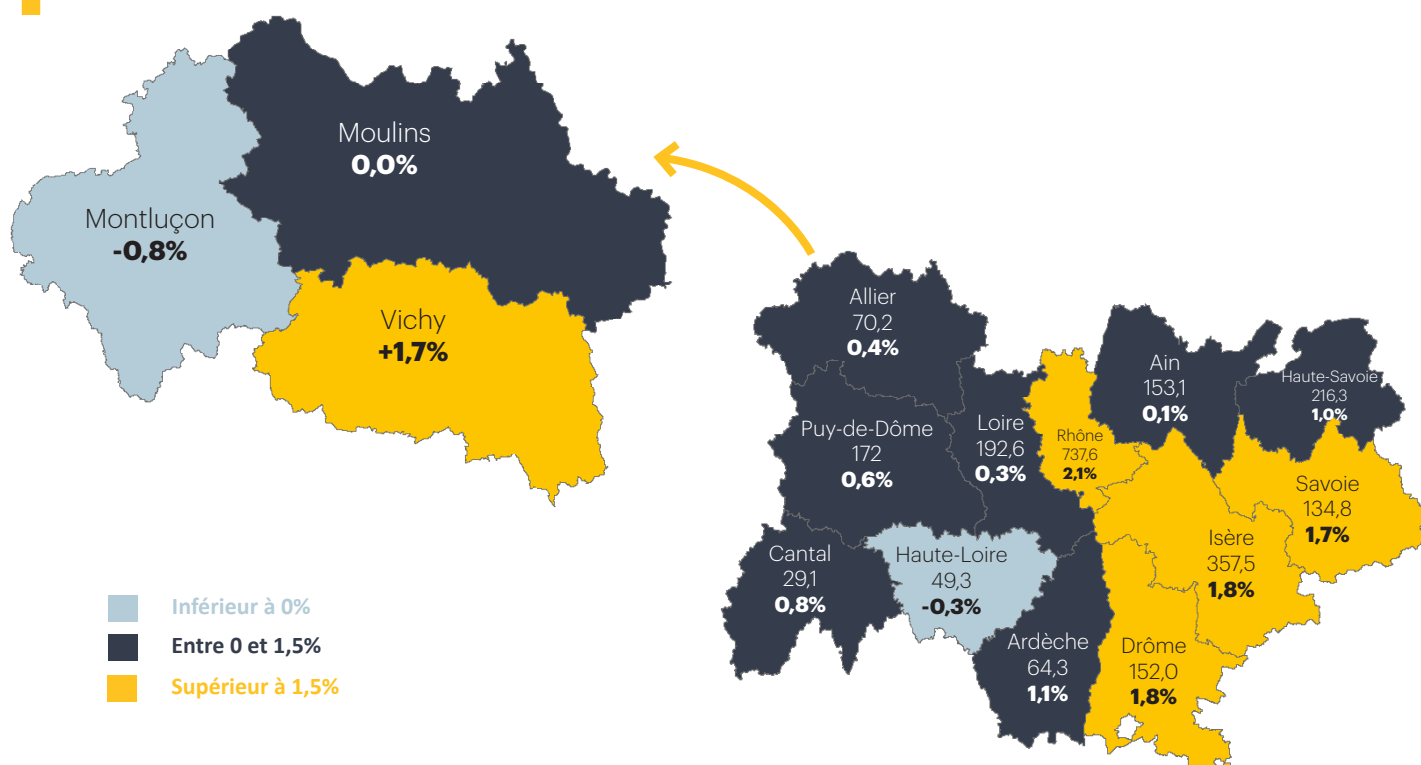 Moulins
0,0%
Montluçon
-0,8%
Vichy
+1,7%
Allier
70,2
0,4%
Ain
153,1
0,1%
Haute-Savoie
216,3
1,0%
Puy-de-Dôme
172
0,6%
Loire
192,6
0,3%
Rhône
737,6
2,1%
Savoie
134,8
1,7%
Isère
357,5
1,8%
Cantal
29,1
0,8%
Haute-Loire
49,3
-0,3%
Ardèche
64,3
1,1%
Drôme
152,0
1,8%
Inférieur à 0%
Entre 0 et 1,5%
Supérieur à 1,5%